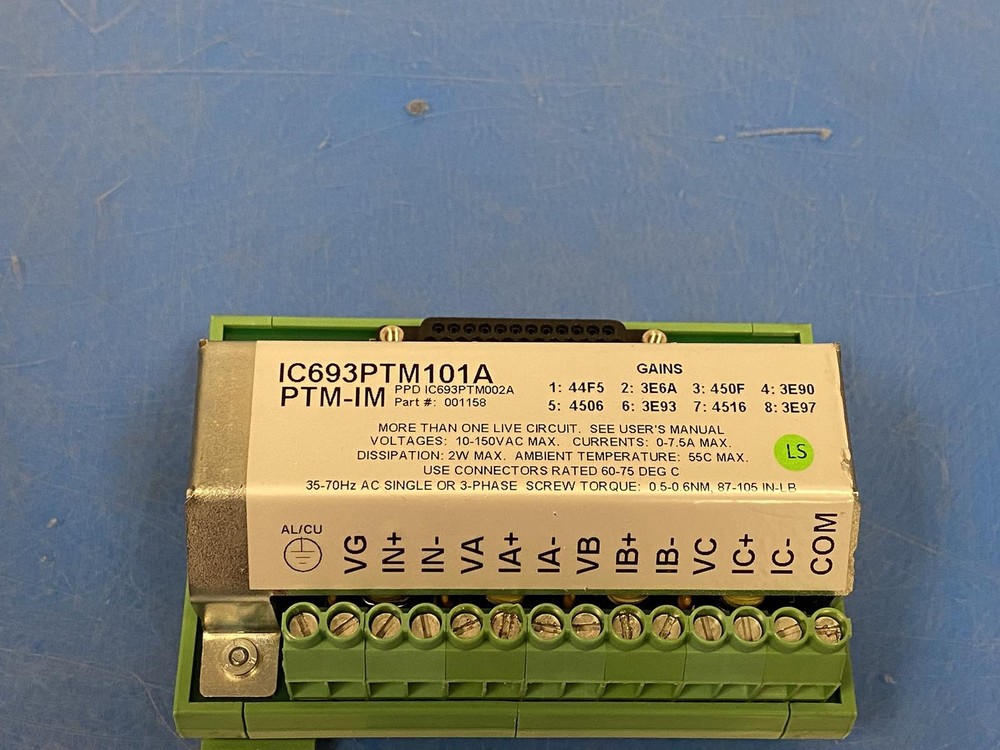 IC693PTM101A
PTM-IM PPD IC693PTM002A
Part #: 001158
GAINS
1: 44F5 2: 3E6A 3: 450F 4: 3E90
5: 4506 6: 3E93 7: 4516 8: 3E97
MORE THAN ONE LIVE CIRCUIT. SEE USER'S MANUAL
VOLTAGES: 10-150VAC MAX. CURRENTS: 0-7.5A MAX.
DISSIPATION: 2W MAX. AMBIENT TEMPERATURE: 55C MAX.
USE CONNECTORS RATED 60-75 DEG C
35-70Hz AC SINGLE OR 3-PHASE SCREW TORQUE: 0.5-0.6NM, 87-105 IN-LB
LS
AL/CU
VG IN+ IN- VA IA+ IA- VB IB+ IB- VC IC+ IC- COM